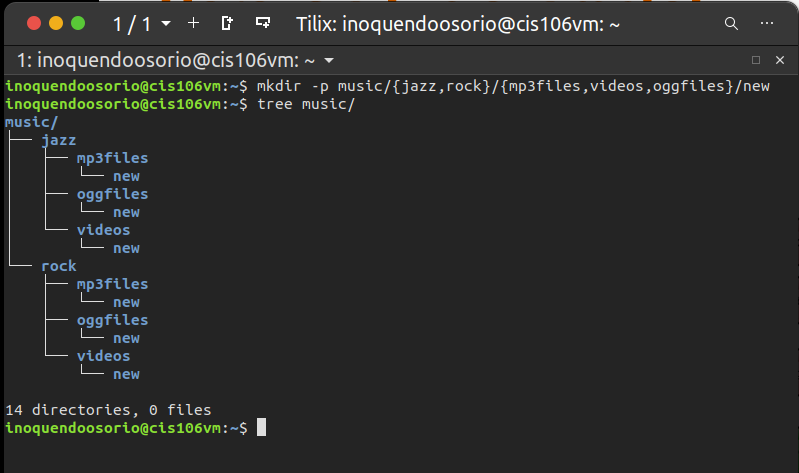 1 / 1 Tilix: inoquendoosorio@cis106vm: ~
1: inoquendoosorio@cis106vm: ~
inoquendoosorio@cis106vm:~$ mkdir -p music/{jazz,rock}/{mp3files,videos,oggfiles}/new
inoquendoosorio@cis106vm:~$ tree music/
music/
├── jazz
│   ├── mp3files
│   │   └── new
│   ├── oggfiles
│   │   └── new
│   └── videos
│       └── new
└── rock
    ├── mp3files
    │   └── new
    ├── oggfiles
    │   └── new
    └── videos
        └── new
14 directories, 0 files
inoquendoosorio@cis106vm:~$